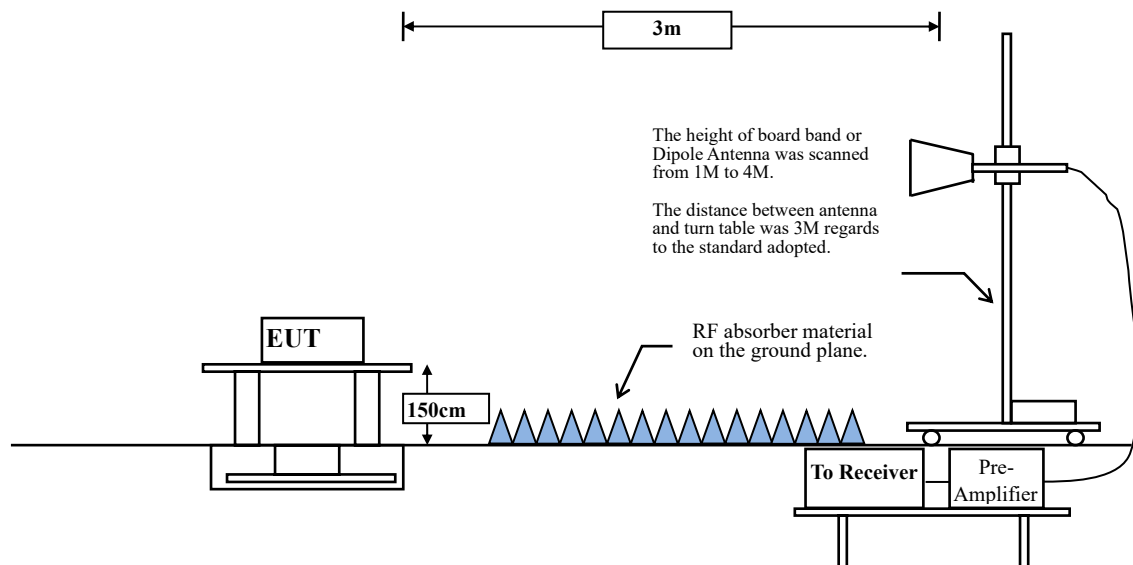 3m
The height of board band or
Dipole Antenna was scanned
from 1M to 4M.
The distance between antenna
and turn table was 3M regards
to the standard adopted.
EUT
RF absorber material
on the ground plane.
150cm
To Receiver
Pre-
Amplifier